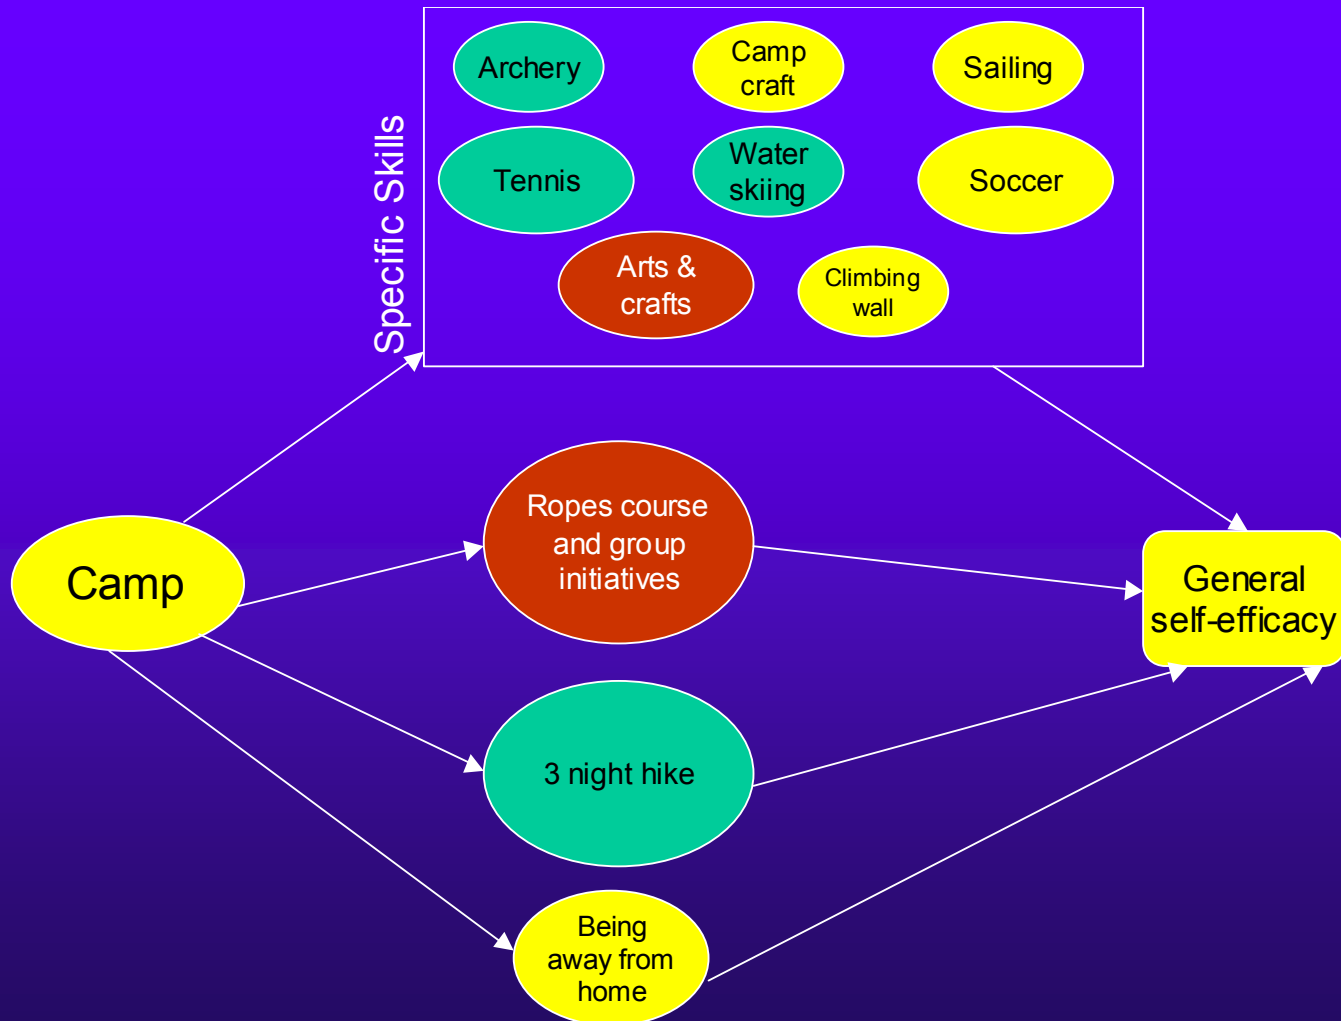 Specific Skills
Archery
Camp
craft
Sailing
Tennis
Water
skiing
Soccer
Arts &
crafts
Climbing
wall
Camp
Ropes course
and group
initiatives
General
self-efficacy
3 night hike
Being
away from
home